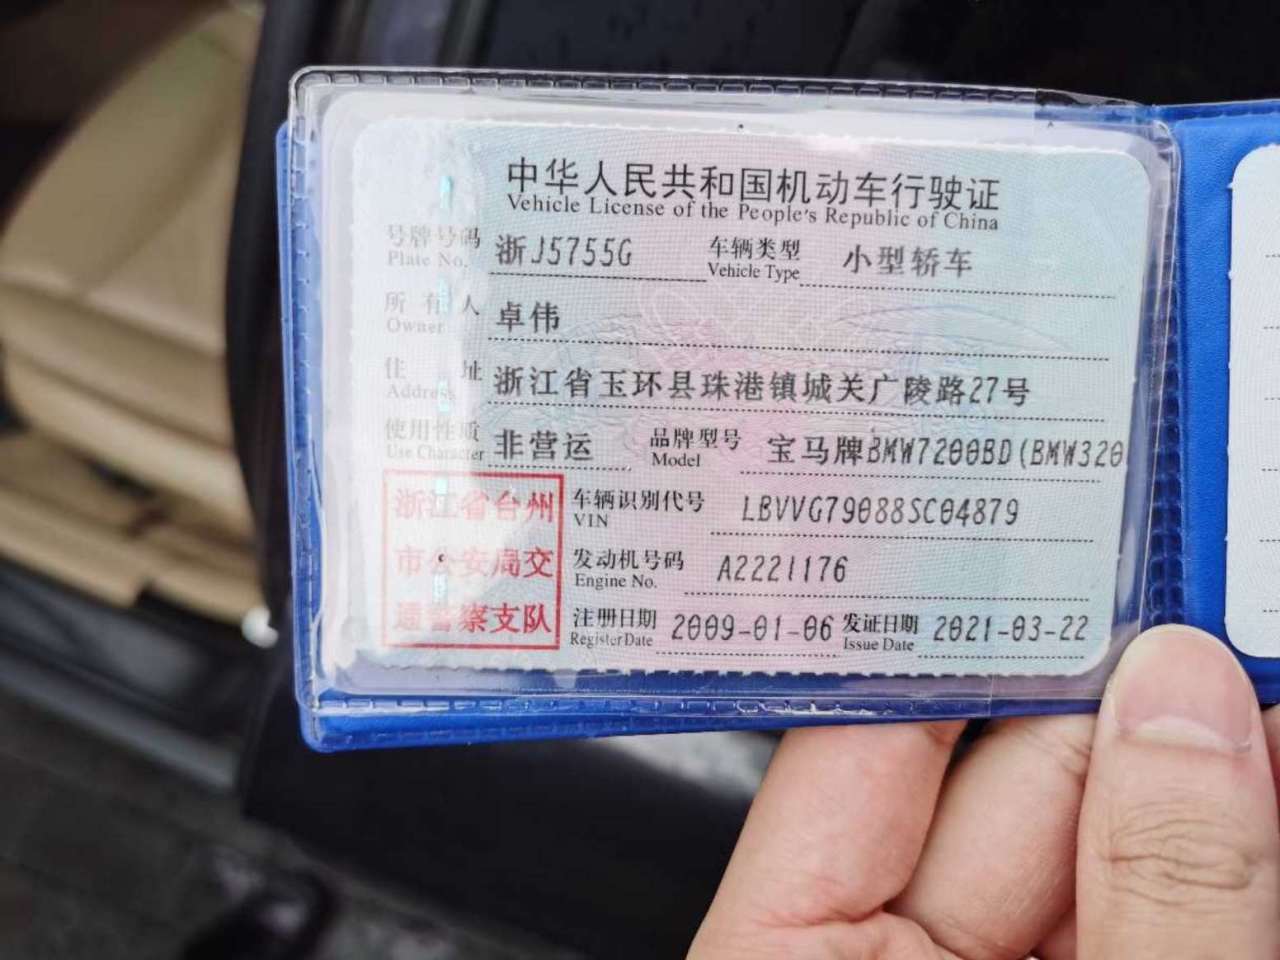 中华人民共和国机动车行驶证
Vehicle License of the People's Republic of China
号牌号码 浙J5755G 车辆类型 小型轿车
Plate No. Vehicle Type
所有人 卓伟
Owner
住址 浙江省玉环县珠港镇城关广陵路27号
Address
使用性质 非营运 品牌型号 宝马牌BMW7200BD(BMW320
Use Character Model
浙江省台州
市公安局交
通警察支队
车辆识别代号 LBVVG79088SC04879
VIN
发动机号码 A2221176
Engine No.
注册日期 2009-01-06 发证日期 2021-03-22
Register Date Issue Date